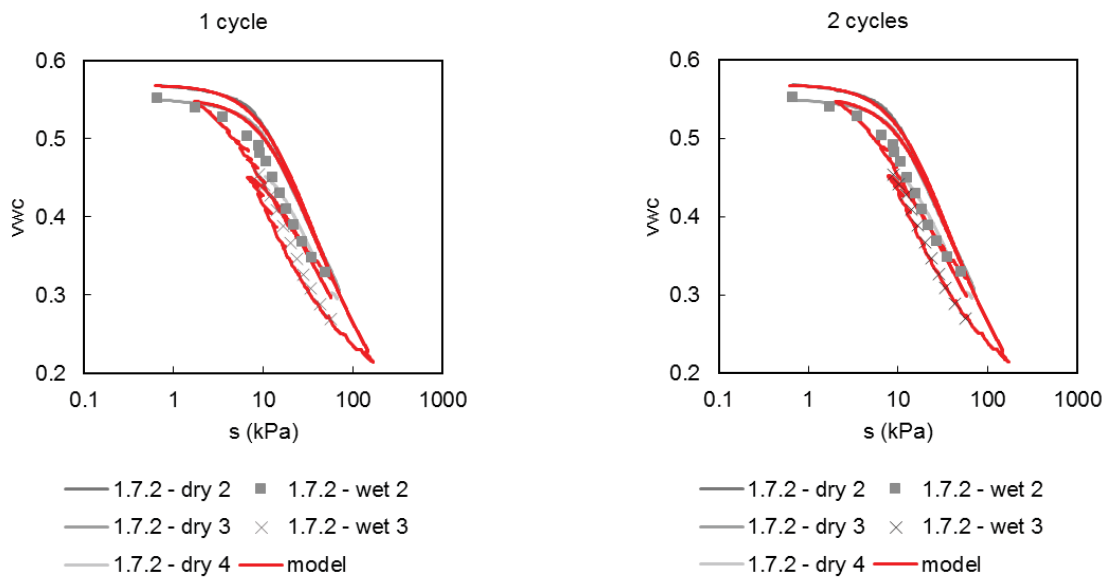 1 cycle
0.6
0.5
0.4
0.3
0.2
vwc
0.1 1 10 100 1000
s (kPa)
1.7.2 - dry 2 1.7.2 - wet 2
1.7.2 - dry 3 1.7.2 - wet 3
1.7.2 - dry 4 model
2 cycles
0.6
0.5
0.4
0.3
0.2
vwc
0.1 1 10 100 1000
s (kPa)
1.7.2 - dry 2 1.7.2 - wet 2
1.7.2 - dry 3 1.7.2 - wet 3
1.7.2 - dry 4 model